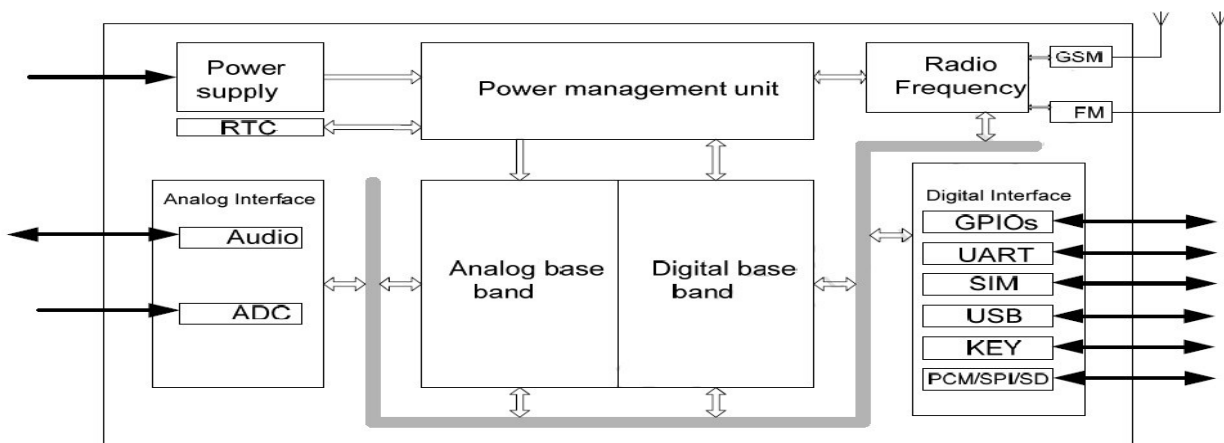 Power
supply
RTC
Power management unit
Radio
Frequency
GSM
FM
Analog Interface
Audio
ADC
Analog base
band
Digital base
band
Digital Interface
GPIOs
UART
SIM
USB
KEY
PCM/SPI/SD